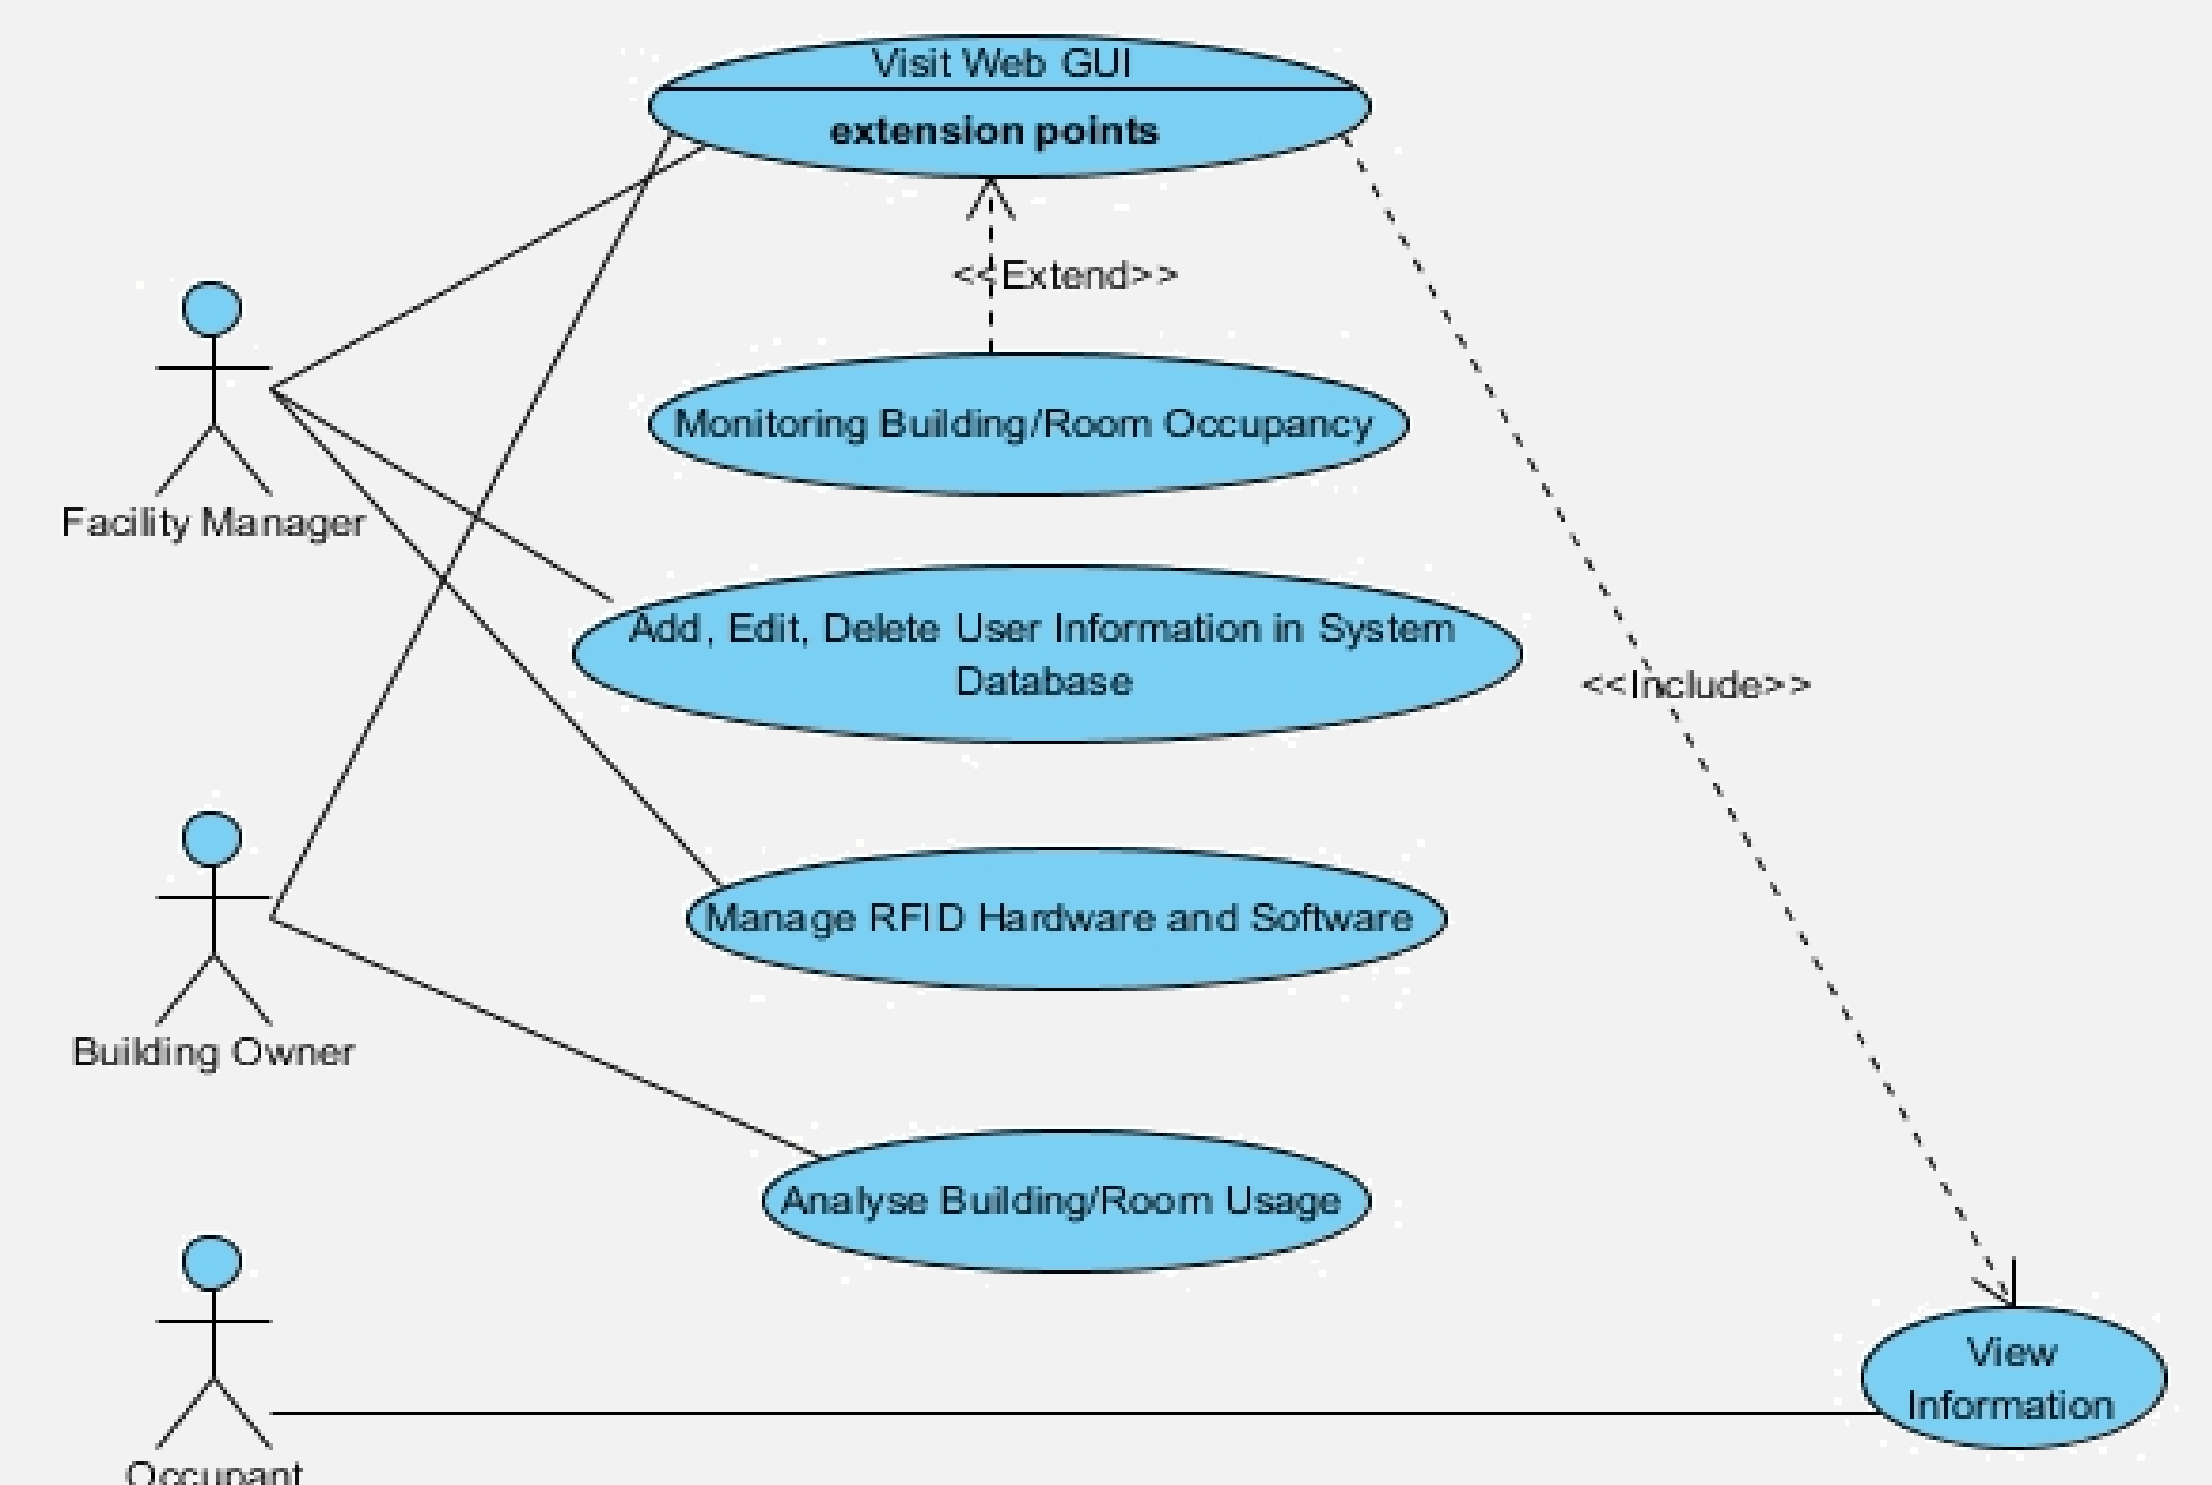 Visit Web GUI
extension points
<<Extend>>
Monitoring Building/Room Occupancy
Facility Manager
Add, Edit, Delete User Information in System
Database
<<Include>>
Manage RFID Hardware and Software
Building Owner
Analyse Building/Room Usage
View
Information
Occupant